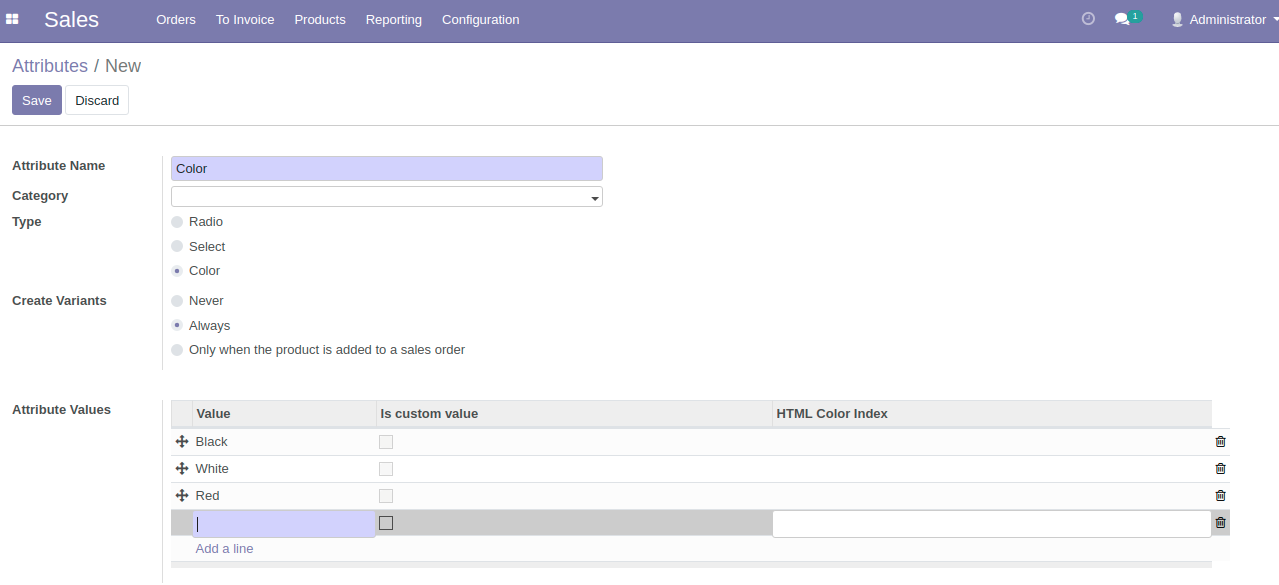 Sales Orders To Invoice Products Reporting Configuration 1 Administrator
Attributes / New
Save Discard
Attribute Name Color
Category
Type Radio
Select
Color
Create Variants Never
Always
Only when the product is added to a sales order
Attribute Values Value Is custom value HTML Color Index
Black
White
Red
Add a line